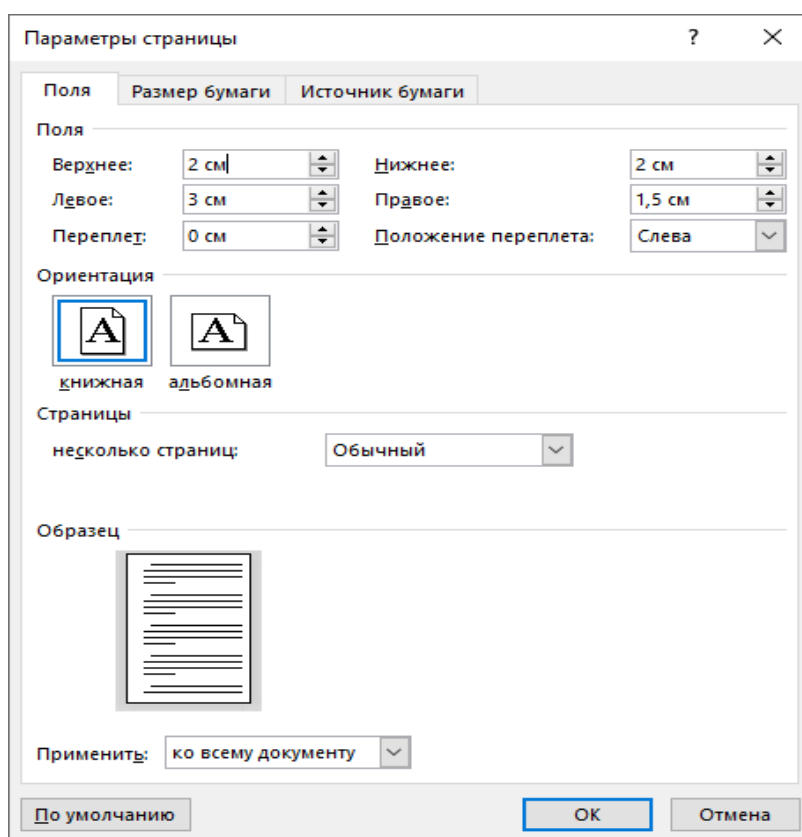 Параметры страницы ?
Поля Размер бумаги Источник бумаги
Поля
Верхнее: 2 см Нижнее: 2 см
Левое: 3 см Правое: 1,5 см
Переплет: 0 см Положение переплета: Слева
Ориентация
A A
книжная альбомная
Страницы
несколько страниц: Обычный
Образец
Применить: ко всему документу
По умолчанию ОК Отмена